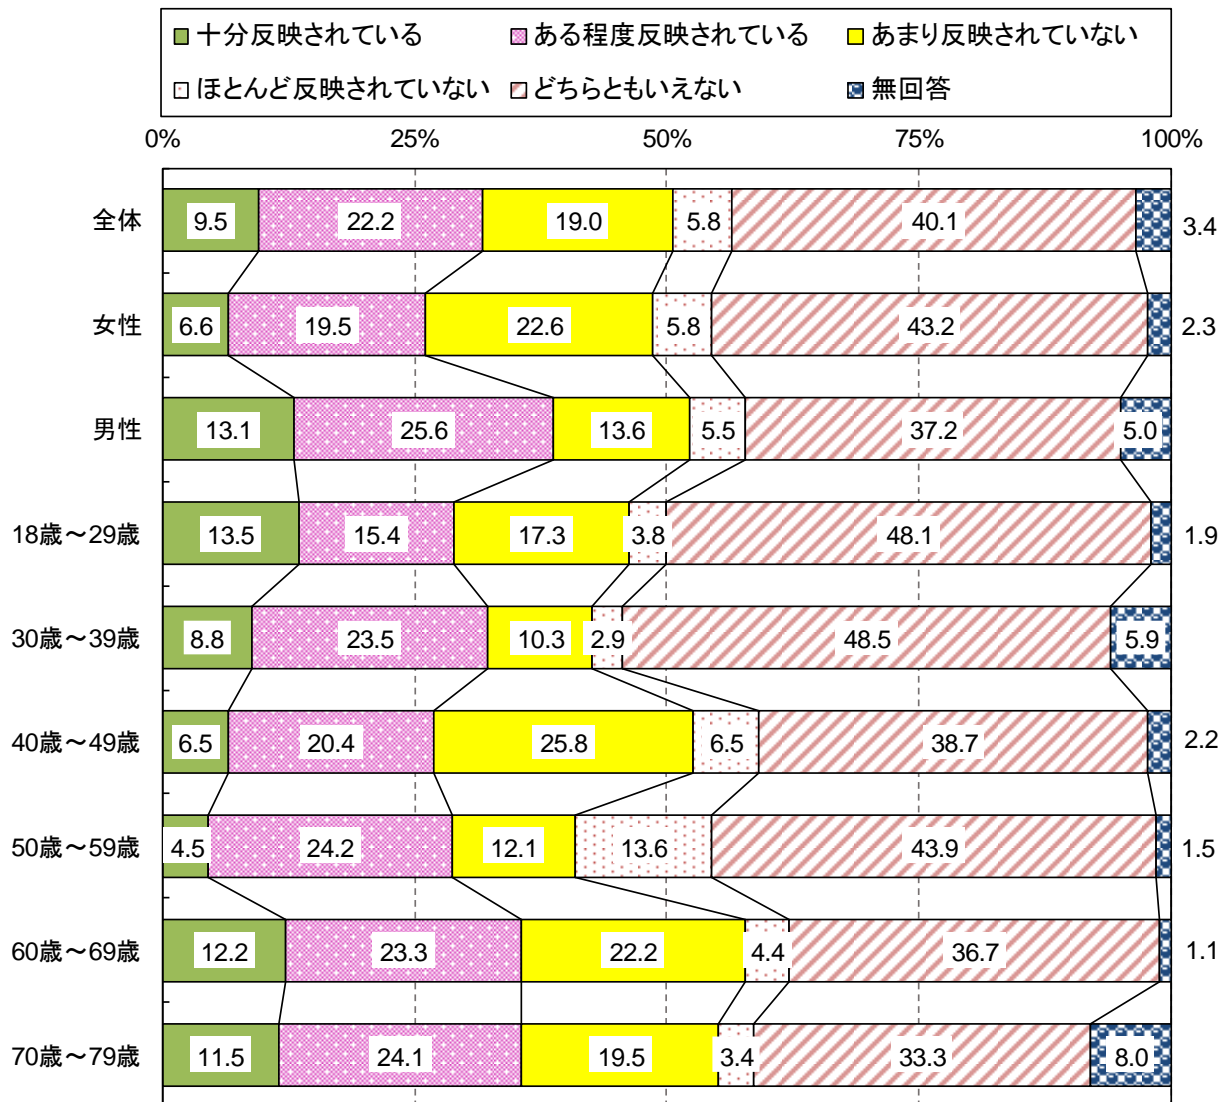 十分反映されている ある程度反映されている あまり反映されていない
ほとんど反映されていない どちらともいえない 無回答
0% 25% 50% 75% 100%
全体 9.5 22.2 19.0 5.8 40.1 3.4
女性 6.6 19.5 22.6 5.8 43.2 2.3
男性 13.1 25.6 13.6 5.5 37.2 5.0
18歳～29歳 13.5 15.4 17.3 3.8 48.1 1.9
30歳～39歳 8.8 23.5 10.3 2.9 48.5 5.9
40歳～49歳 6.5 20.4 25.8 6.5 38.7 2.2
50歳～59歳 4.5 24.2 12.1 13.6 43.9 1.5
60歳～69歳 12.2 23.3 22.2 4.4 36.7 1.1
70歳～79歳 11.5 24.1 19.5 3.4 33.3 8.0